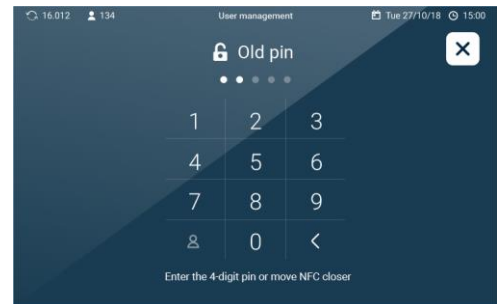 16.012 134 User management Tue 27/10/18 15:00
Old pin
1 2 3
4 5 6
7 8 9
0 <
Enter the 4-digit pin or move NFC closer